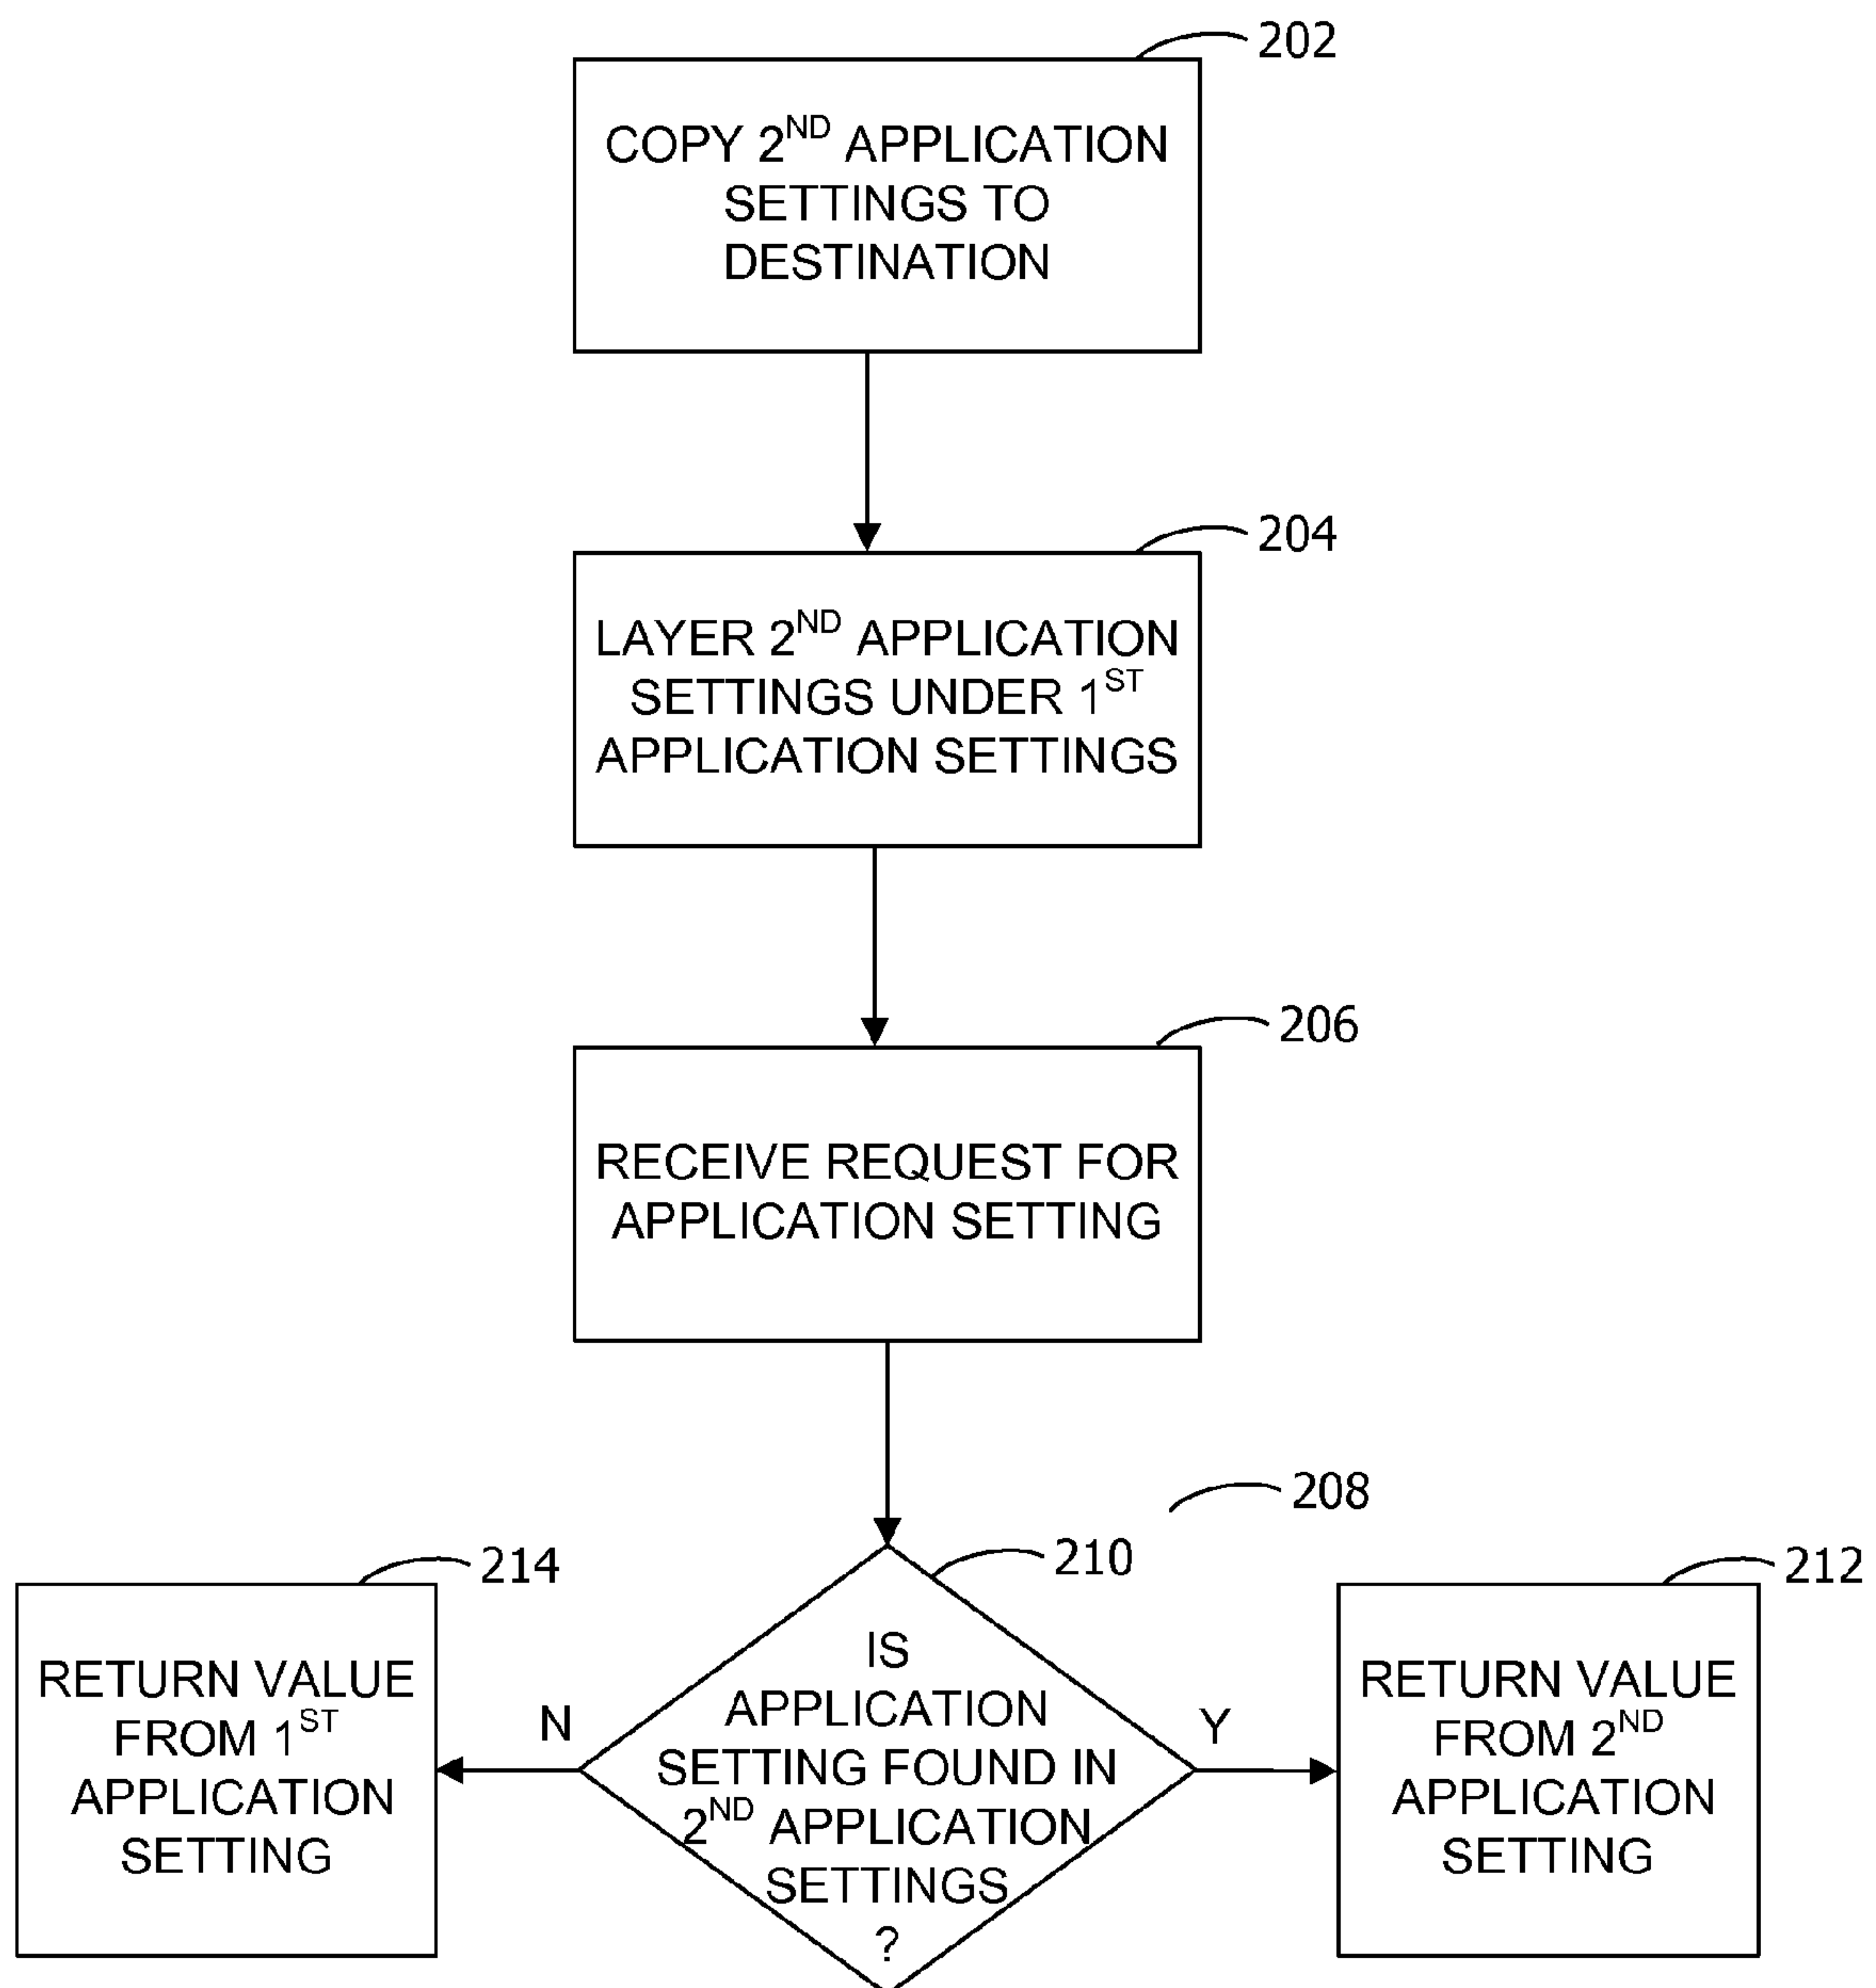 202
COPY 2ND APPLICATION
SETTINGS TO
DESTINATION
204
LAYER 2ND APPLICATION
SETTINGS UNDER 1ST
APPLICATION SETTINGS
206
RECEIVE REQUEST FOR
APPLICATION SETTING
208
210
IS
APPLICATION
SETTING FOUND IN
2ND APPLICATION
SETTINGS
?
N
Y
214
RETURN VALUE
FROM 1ST
APPLICATION
SETTING
212
RETURN VALUE
FROM 2ND
APPLICATION
SETTING